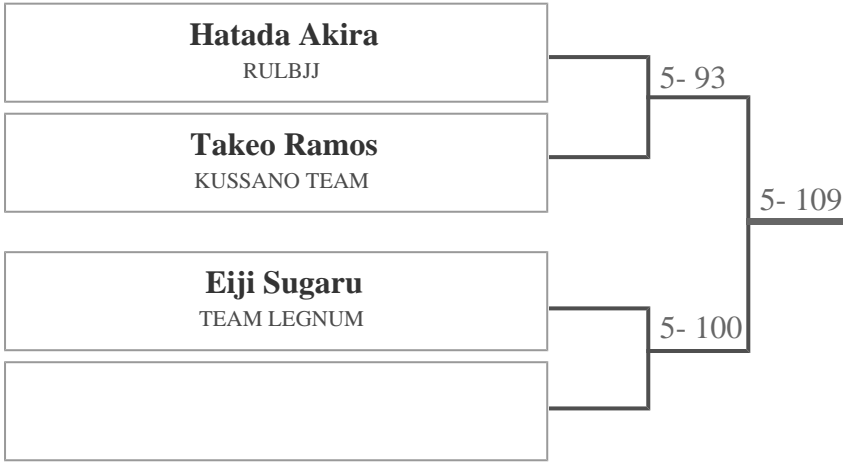 Hatada Akira
RULBJJ
5- 93
Takeo Ramos
KUSSANO TEAM
5- 109
Eiji Sugaru
TEAM LEGNUM
5- 100